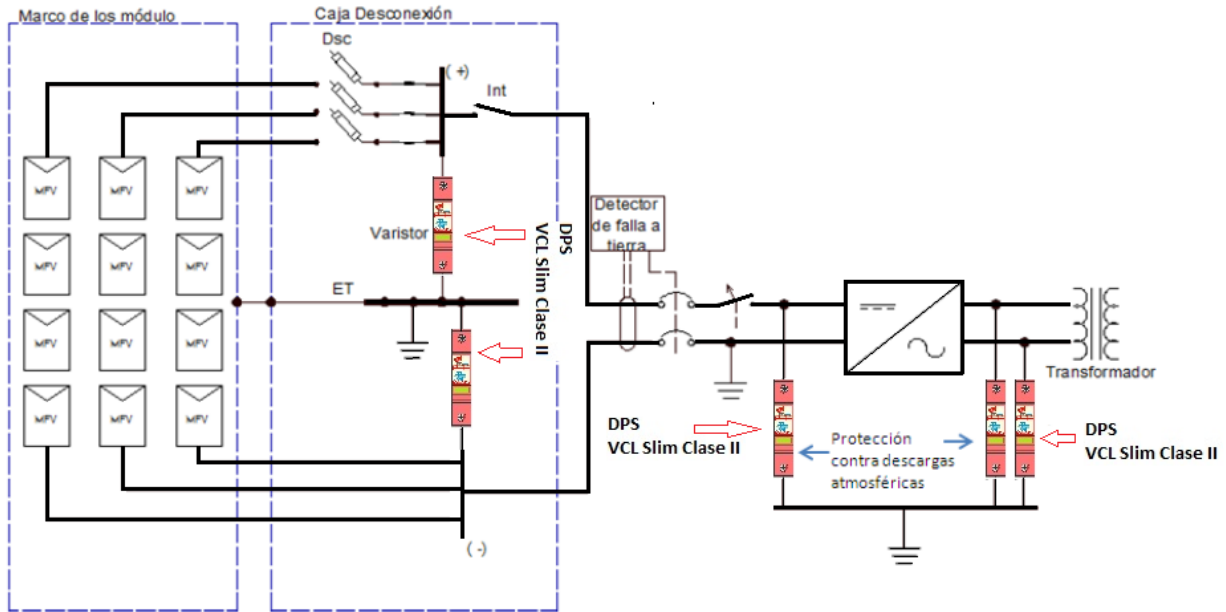 Marco de los módulo
Caja Desconexión
Dsc
( +)
Int
MFV
MFV
MFV
MFV
MFV
MFV
MFV
MFV
MFV
MFV
MFV
MFV
Varistor
DPS
VCL Slim Clase II
ET
( -)
Detector
de falla a
tierra
Transformador
DPS
VCL Slim Clase II
Protección
contra descargas
atmosféricas
DPS
VCL Slim Clase II